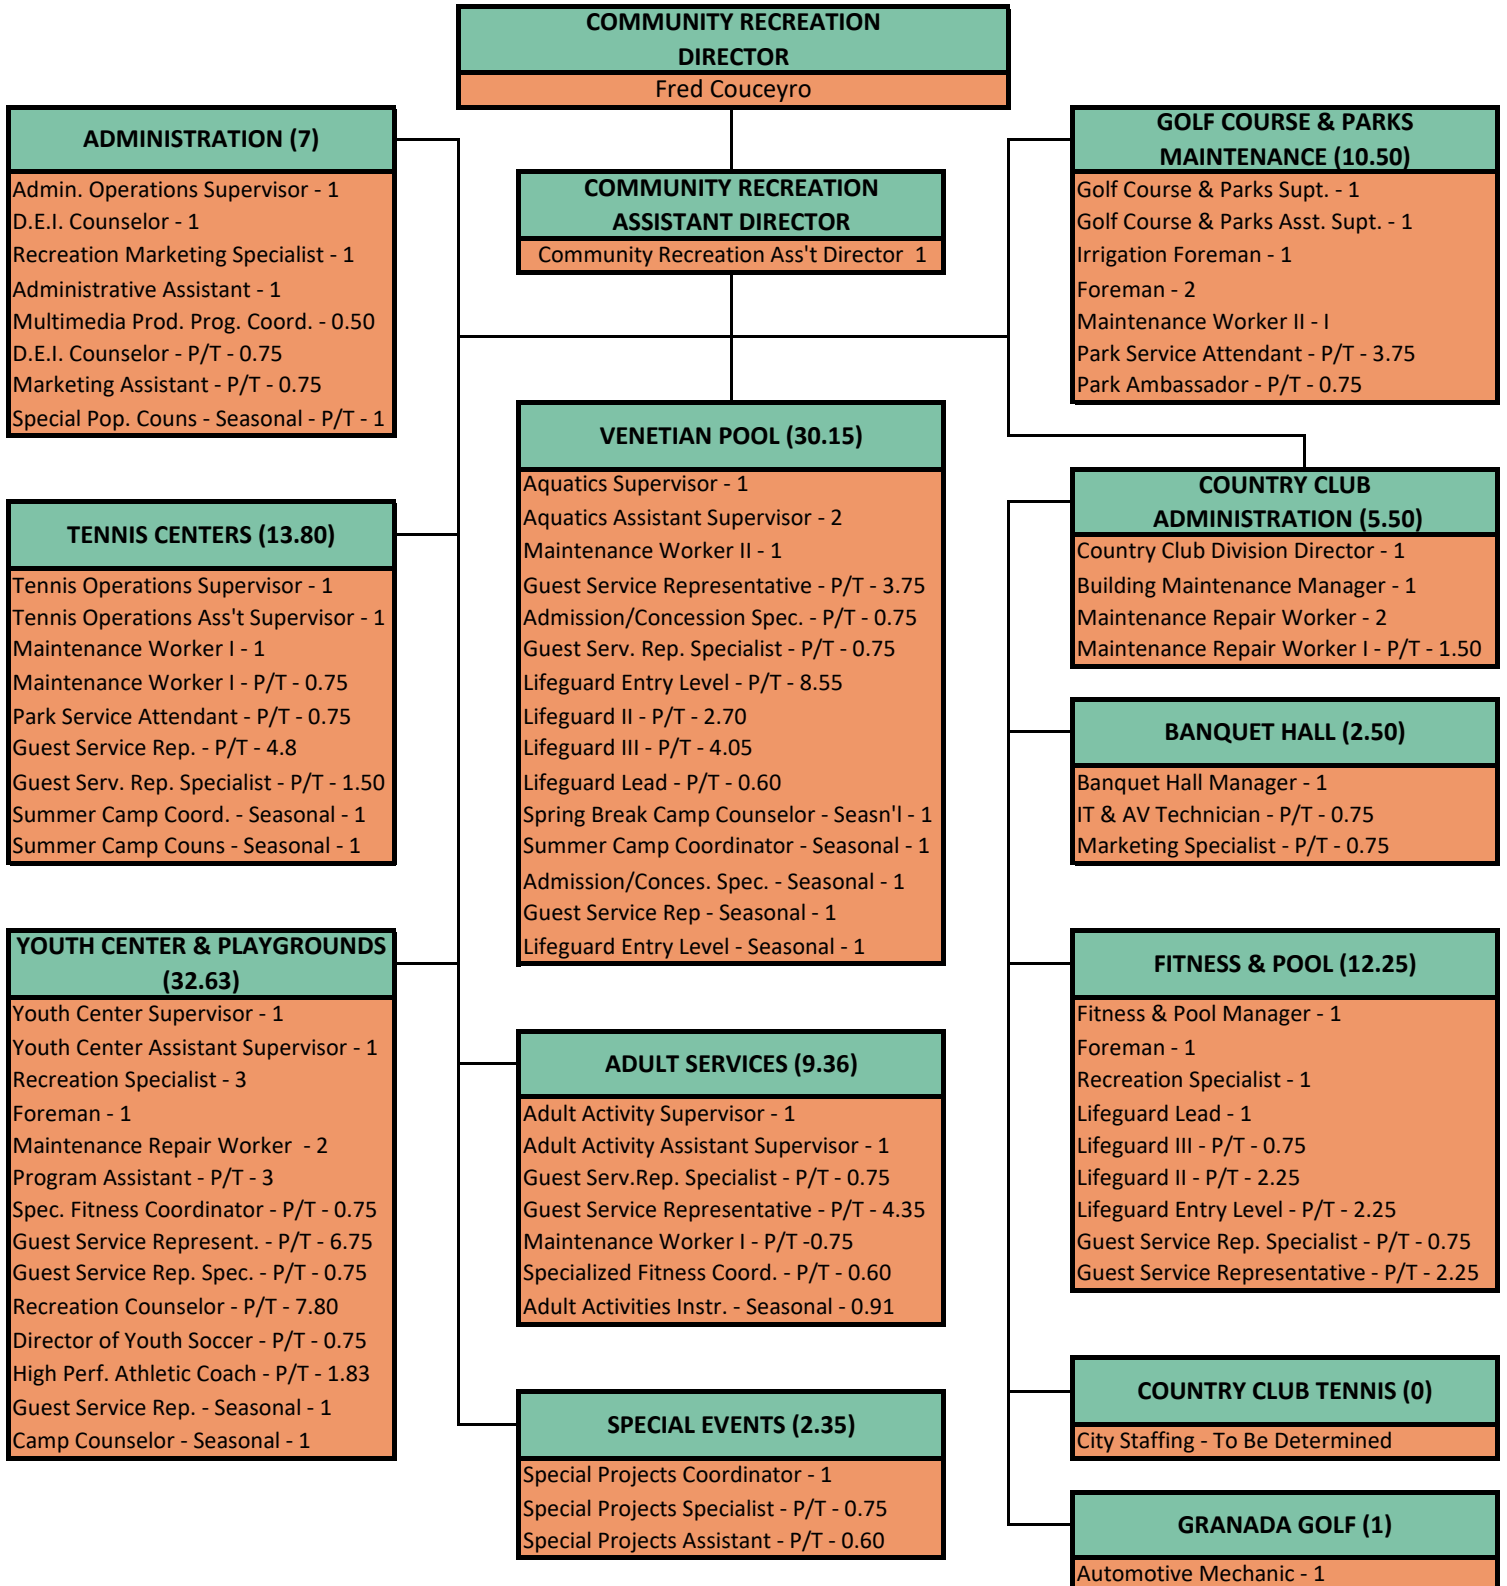 COMMUNITY RECREATION
DIRECTOR
Fred Couceyro
COMMUNITY RECREATION
ASSISTANT DIRECTOR
Community Recreation Ass't Director  1
ADMINISTRATION (7)
Admin. Operations Supervisor - 1
D.E.I. Counselor - 1
Recreation Marketing Specialist - 1
Administrative Assistant - 1
Multimedia Prod. Prog. Coord. - 0.50
D.E.I. Counselor - P/T - 0.75
Marketing Assistant - P/T - 0.75
Special Pop. Couns - Seasonal - P/T - 1
TENNIS CENTERS (13.80)
Tennis Operations Supervisor - 1
Tennis Operations Ass't Supervisor - 1
Maintenance Worker I - 1
Maintenance Worker I - P/T - 0.75
Park Service Attendant - P/T - 0.75
Guest Service Rep. - P/T - 4.8
Guest Serv. Rep. Specialist - P/T - 1.50
Summer Camp Coord. - Seasonal - 1
Summer Camp Couns - Seasonal - 1
YOUTH CENTER & PLAYGROUNDS
(32.63)
Youth Center Supervisor - 1
Youth Center Assistant Supervisor - 1
Recreation Specialist - 3
Foreman - 1
Maintenance Repair Worker  - 2
Program Assistant - P/T - 3
Spec. Fitness Coordinator - P/T - 0.75
Guest Service Represent. - P/T - 6.75
Guest Service Rep. Spec. - P/T - 0.75
Recreation Counselor - P/T - 7.80
Director of Youth Soccer - P/T - 0.75
High Perf. Athletic Coach - P/T - 1.83
Guest Service Rep. - Seasonal - 1
Camp Counselor - Seasonal - 1
VENETIAN POOL (30.15)
Aquatics Supervisor - 1
Aquatics Assistant Supervisor - 2
Maintenance Worker II - 1
Guest Service Representative - P/T - 3.75
Admission/Concession Spec. - P/T - 0.75
Guest Serv. Rep. Specialist - P/T - 0.75
Lifeguard Entry Level - P/T - 8.55
Lifeguard II - P/T - 2.70
Lifeguard III - P/T - 4.05
Lifeguard Lead - P/T - 0.60
Spring Break Camp Counselor - Seasn'l - 1
Summer Camp Coordinator - Seasonal - 1
Admission/Conces. Spec. - Seasonal - 1
Guest Service Rep - Seasonal - 1
Lifeguard Entry Level - Seasonal - 1
ADULT SERVICES (9.36)
Adult Activity Supervisor - 1
Adult Activity Assistant Supervisor - 1
Guest Serv.Rep. Specialist - P/T - 0.75
Guest Service Representative - P/T - 4.35
Maintenance Worker I - P/T -0.75
Specialized Fitness Coord. - P/T - 0.60
Adult Activities Instr. - Seasonal - 0.91
SPECIAL EVENTS (2.35)
Special Projects Coordinator - 1
Special Projects Specialist - P/T - 0.75
Special Projects Assistant - P/T - 0.60
GOLF COURSE & PARKS
MAINTENANCE (10.50)
Golf Course & Parks Supt. - 1
Golf Course & Parks Asst. Supt. - 1
Irrigation Foreman - 1
Foreman - 2
Maintenance Worker II - I
Park Service Attendant - P/T - 3.75
Park Ambassador - P/T - 0.75
COUNTRY CLUB
ADMINISTRATION (5.50)
Country Club Division Director - 1
Building Maintenance Manager - 1
Maintenance Repair Worker - 2
Maintenance Repair Worker I - P/T - 1.50
BANQUET HALL (2.50)
Banquet Hall Manager - 1
IT & AV Technician - P/T - 0.75
Marketing Specialist - P/T - 0.75
FITNESS & POOL (12.25)
Fitness & Pool Manager - 1
Foreman - 1
Recreation Specialist - 1
Lifeguard Lead - 1
Lifeguard III - P/T - 0.75
Lifeguard II - P/T - 2.25
Lifeguard Entry Level - P/T - 2.25
Guest Service Rep. Specialist - P/T - 0.75
Guest Service Representative - P/T - 2.25
COUNTRY CLUB TENNIS (0)
City Staffing - To Be Determined
GRANADA GOLF (1)
Automotive Mechanic - 1